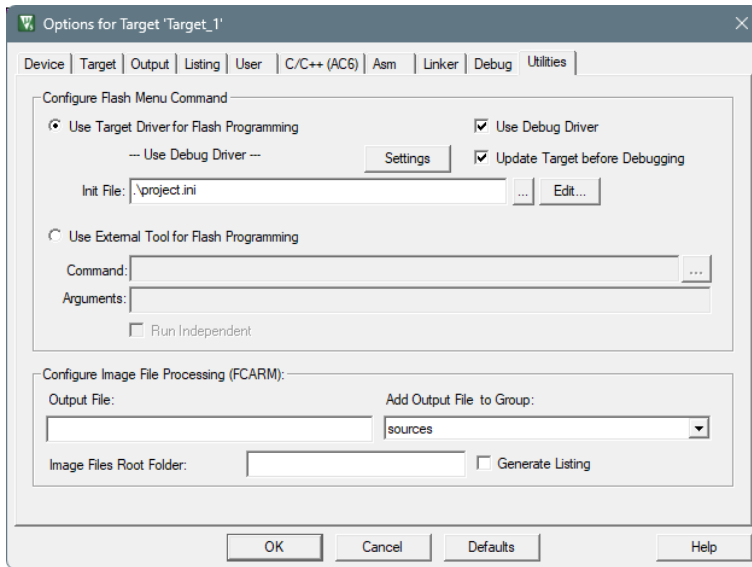 Options for Target 'Target_1'
Device Target Output Listing User C/C++ (AC6) Asm Linker Debug Utilities
Configure Flash Menu Command
Use Target Driver for Flash Programming Use Debug Driver
--- Use Debug Driver --- Settings Update Target before Debugging
Init File: .\project.ini ... Edit...
Use External Tool for Flash Programming
Command: ...
Arguments:
Run Independent
Configure Image File Processing (FCARM):
Output File: Add Output File to Group:
sources
Image Files Root Folder: Generate Listing
OK Cancel Defaults Help